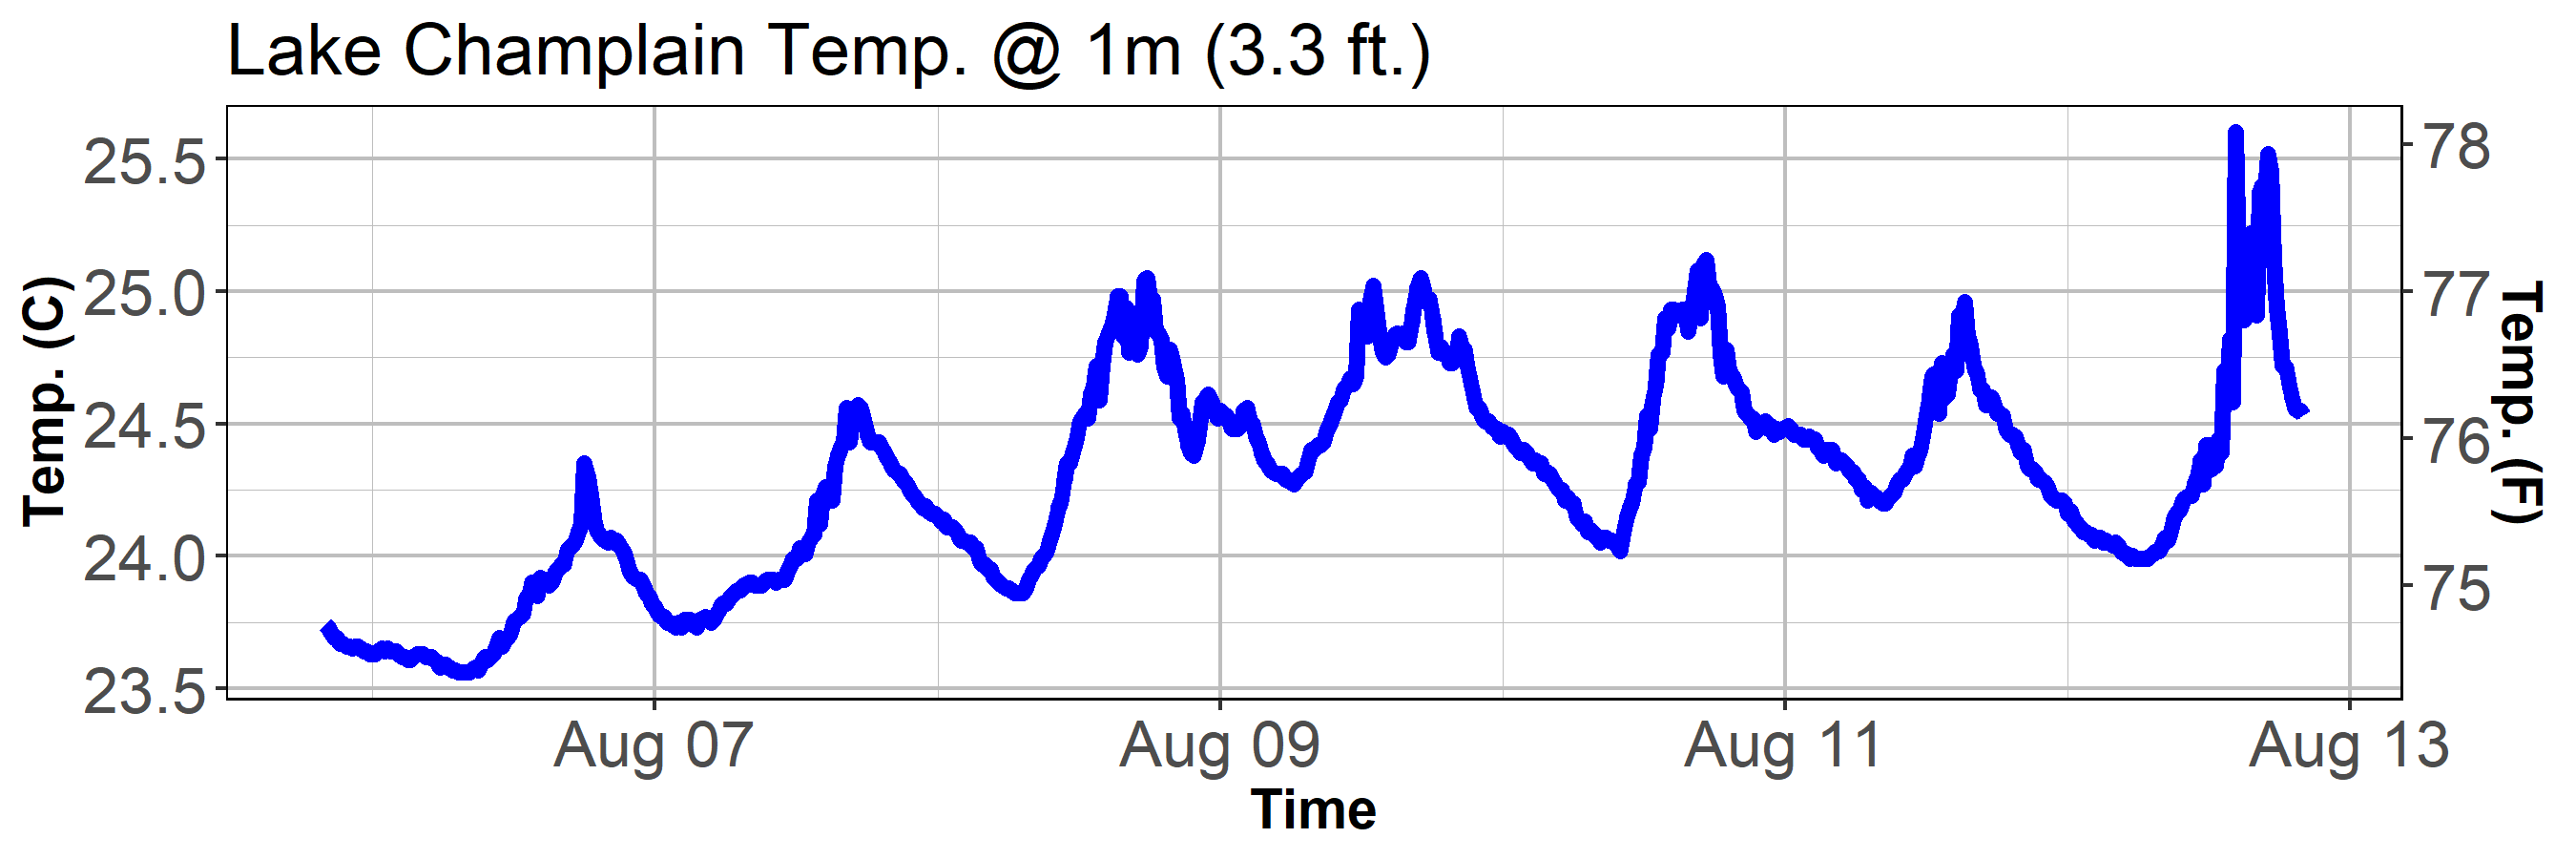 Lake Champlain Temp. @ 1m (3.3 ft.)
Temp. (C)
25.5
25.0
24.5
24.0
23.5
78
77
76
75
Temp. (F)
Aug 07 Aug 09 Aug 11 Aug 13
Time